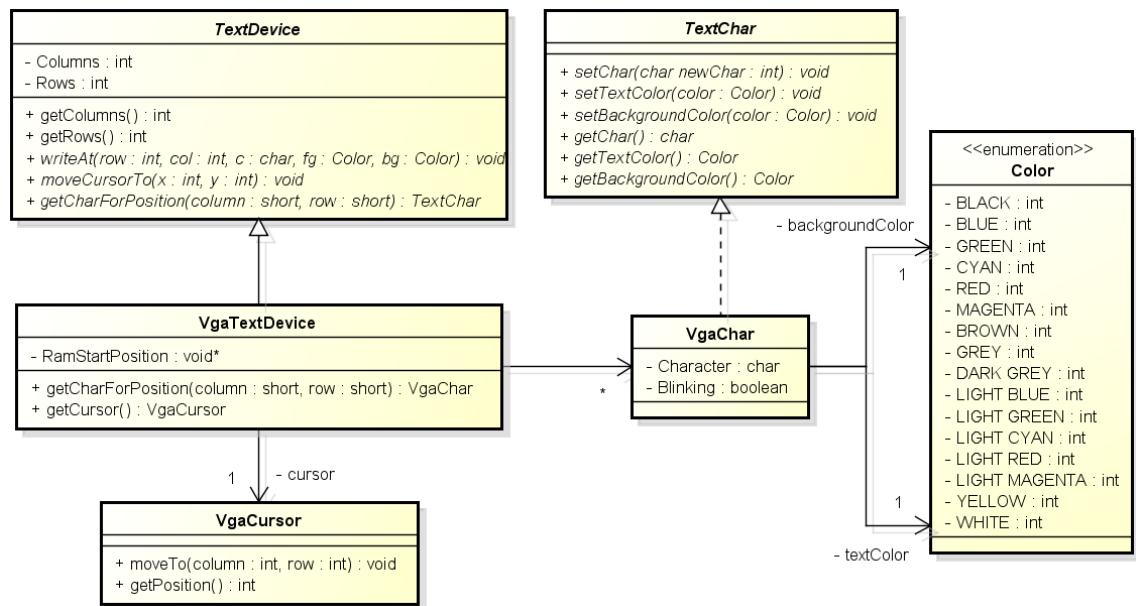 TextDevice
- Columns : int
- Rows : int
+ getColumns() : int
+ getRows() : int
+ writeAt(row : int, col : int, c : char, fg : Color, bg : Color) : void
+ moveCursorTo(x : int, y : int) : void
+ getCharForPosition(column : short, row : short) : TextChar
TextChar
+ setChar(char newChar : int) : void
+ setTextColor(color : Color) : void
+ setBackgroundColor(color : Color) : void
+ getChar() : char
+ getTextColor() : Color
+ getBackgroundColor() : Color
<<enumeration>>
Color
- BLACK : int
- BLUE : int
- GREEN : int
- CYAN : int
- RED : int
- MAGENTA : int
- BROWN : int
- GREY : int
- DARK GREY : int
- LIGHT BLUE : int
- LIGHT GREEN : int
- LIGHT CYAN : int
- LIGHT RED : int
- LIGHT MAGENTA : int
- YELLOW : int
- WHITE : int
- backgroundColor
1
1
- textColor
VgaTextDevice
- RamStartPosition : void*
+ getCharForPosition(column : short, row : short) : VgaChar
+ getCursor() : VgaCursor
*
VgaChar
- Character : char
- Blinking : boolean
1
- cursor
VgaCursor
+ moveTo(column : int, row : int) : void
+ getPosition() : int